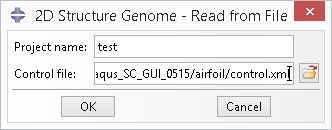 2D Structure Genome - Read from File
Project name: test
Control file: aqus_SC_GUI_0515/airfoil/control.xml
OK Cancel